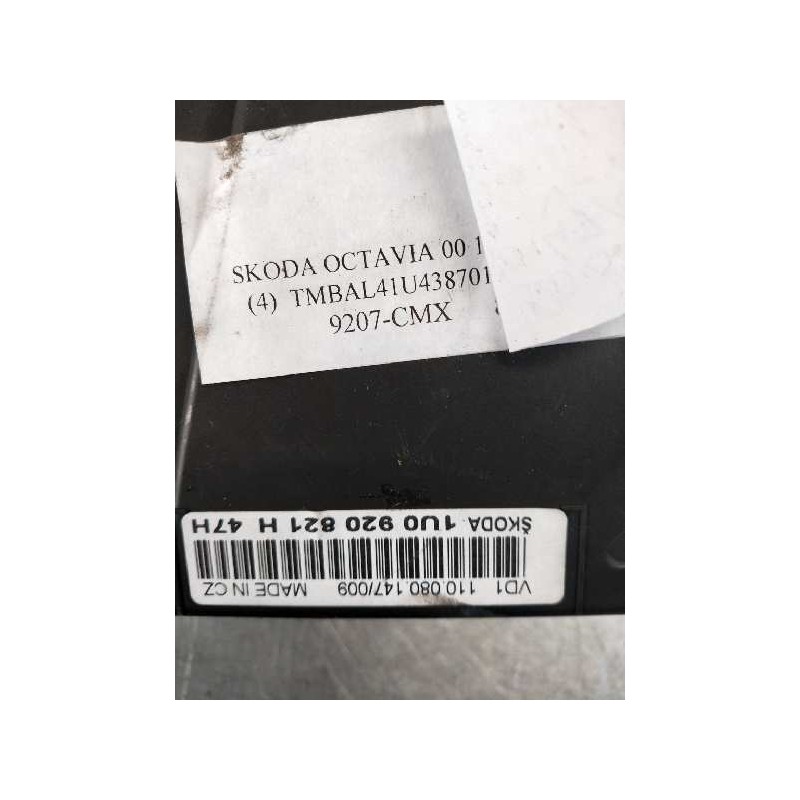 SKODA OCTAVIA 00 1
(4) TMBAL41U438701
9207-CMX
VD1 110.080.147/009 MADE IN CZ
ŠKODA 1U0 920 821 H 47H